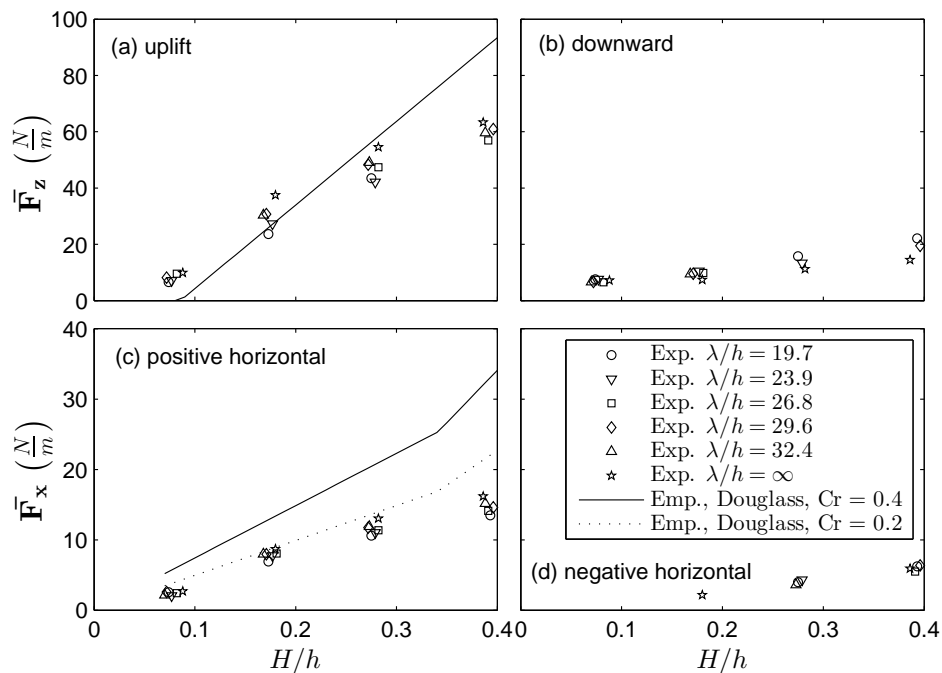 100
80
60
40
20
0
F̄z (N/m)
(a) uplift
(b) downward
40
30
20
10
0
F̄x (N/m)
(c) positive horizontal
Exp. λ/h = 19.7
Exp. λ/h = 23.9
Exp. λ/h = 26.8
Exp. λ/h = 29.6
Exp. λ/h = 32.4
Exp. λ/h = ∞
Emp., Douglass, Cr = 0.4
Emp., Douglass, Cr = 0.2
(d) negative horizontal
0 0.1 0.2 0.3 0.4
0.1 0.2 0.3 0.4
H/h
H/h